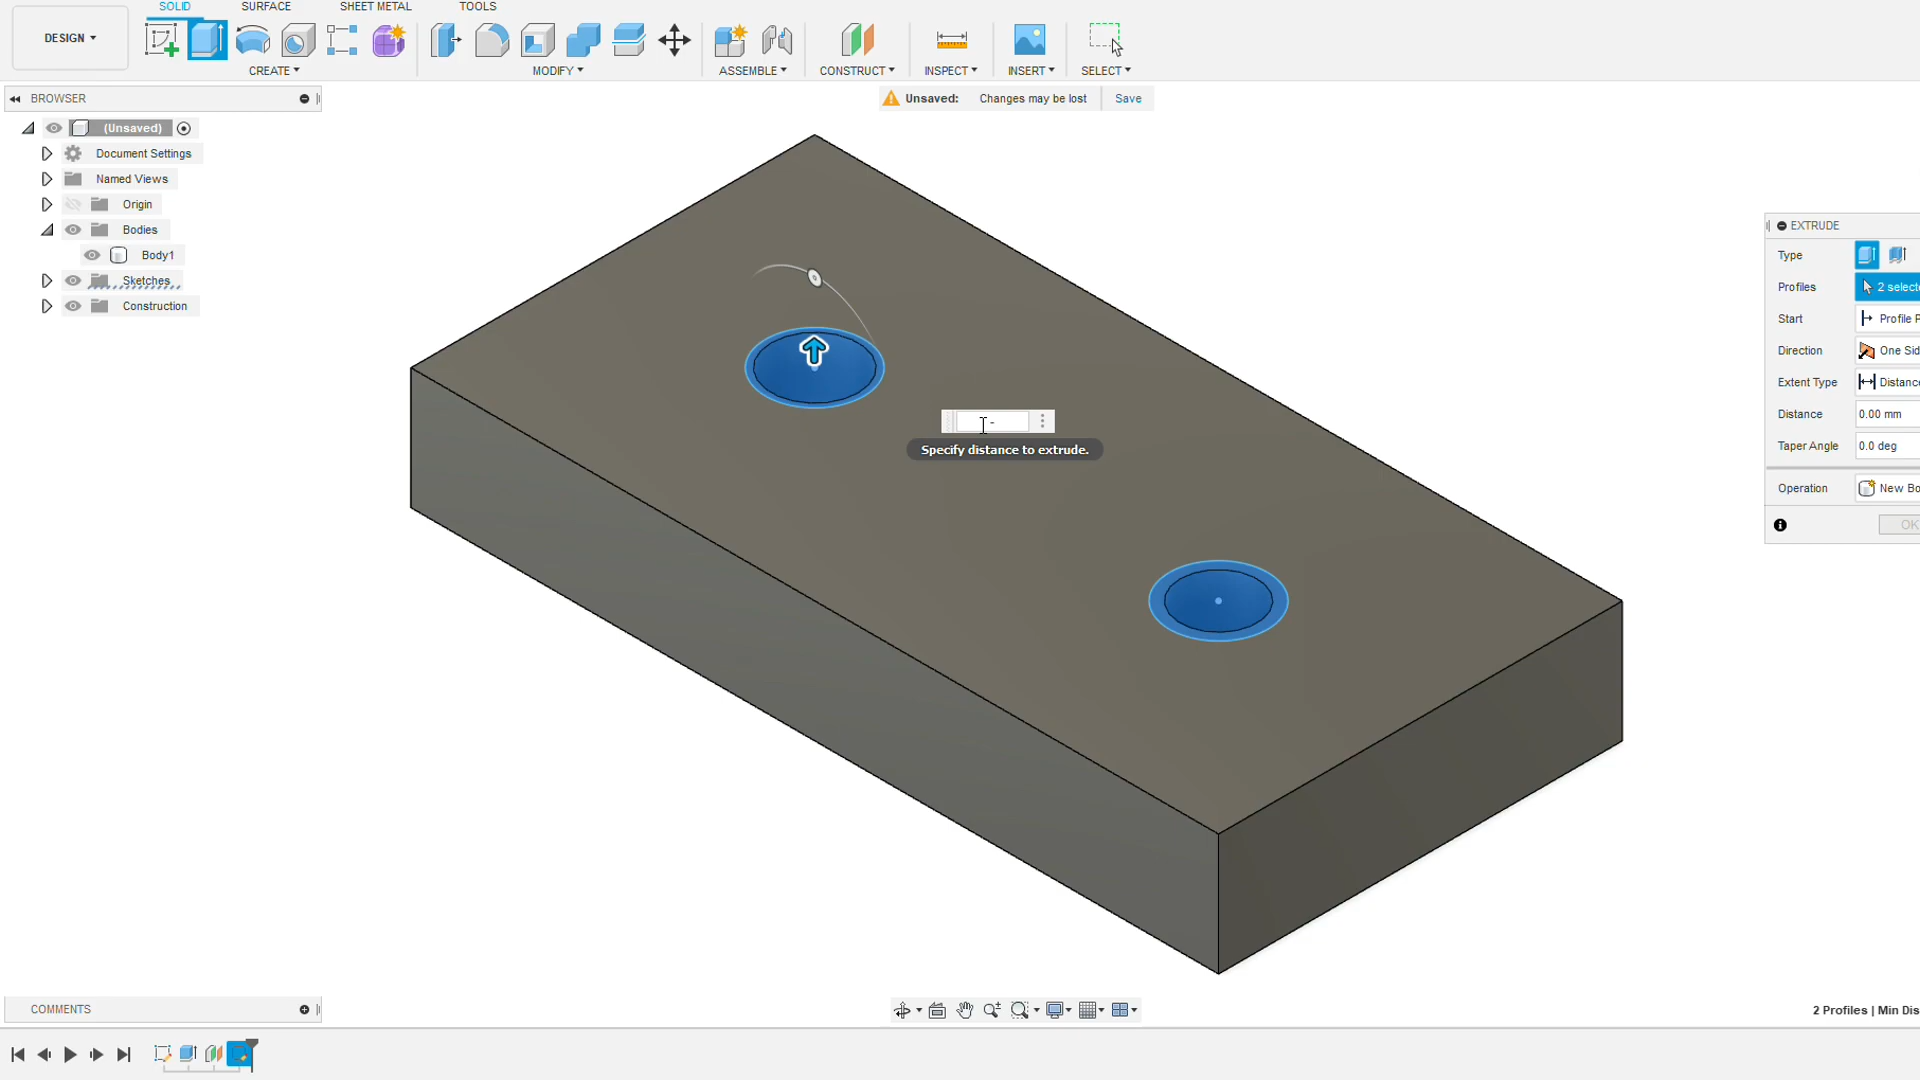 SOLID SURFACE SHEET METAL TOOLS
DESIGN
CREATE MODIFY ASSEMBLE CONSTRUCT INSPECT INSERT SELECT
BROWSER
Unsaved: Changes may be lost Save
(Unsaved)
Document Settings
Named Views
Origin
Bodies
Body1
Sketches
Construction
EXTRUDE
Type
Profiles 2 selecte
Start Profile P
Direction One Sid
Extent Type Distance
Distance 0.00 mm
Taper Angle 0.0 deg
Operation New Bo
OK
-
Specify distance to extrude.
COMMENTS
2 Profiles | Min Dis